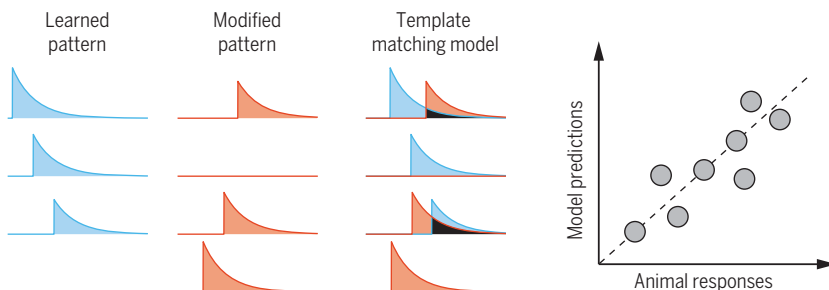 Learned
pattern
Modified
pattern
Template
matching model
Model predictions
Animal responses